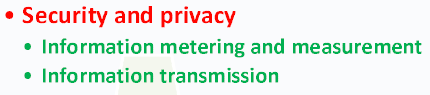 • Security and privacy
• Information metering and measurement
• Information transmission